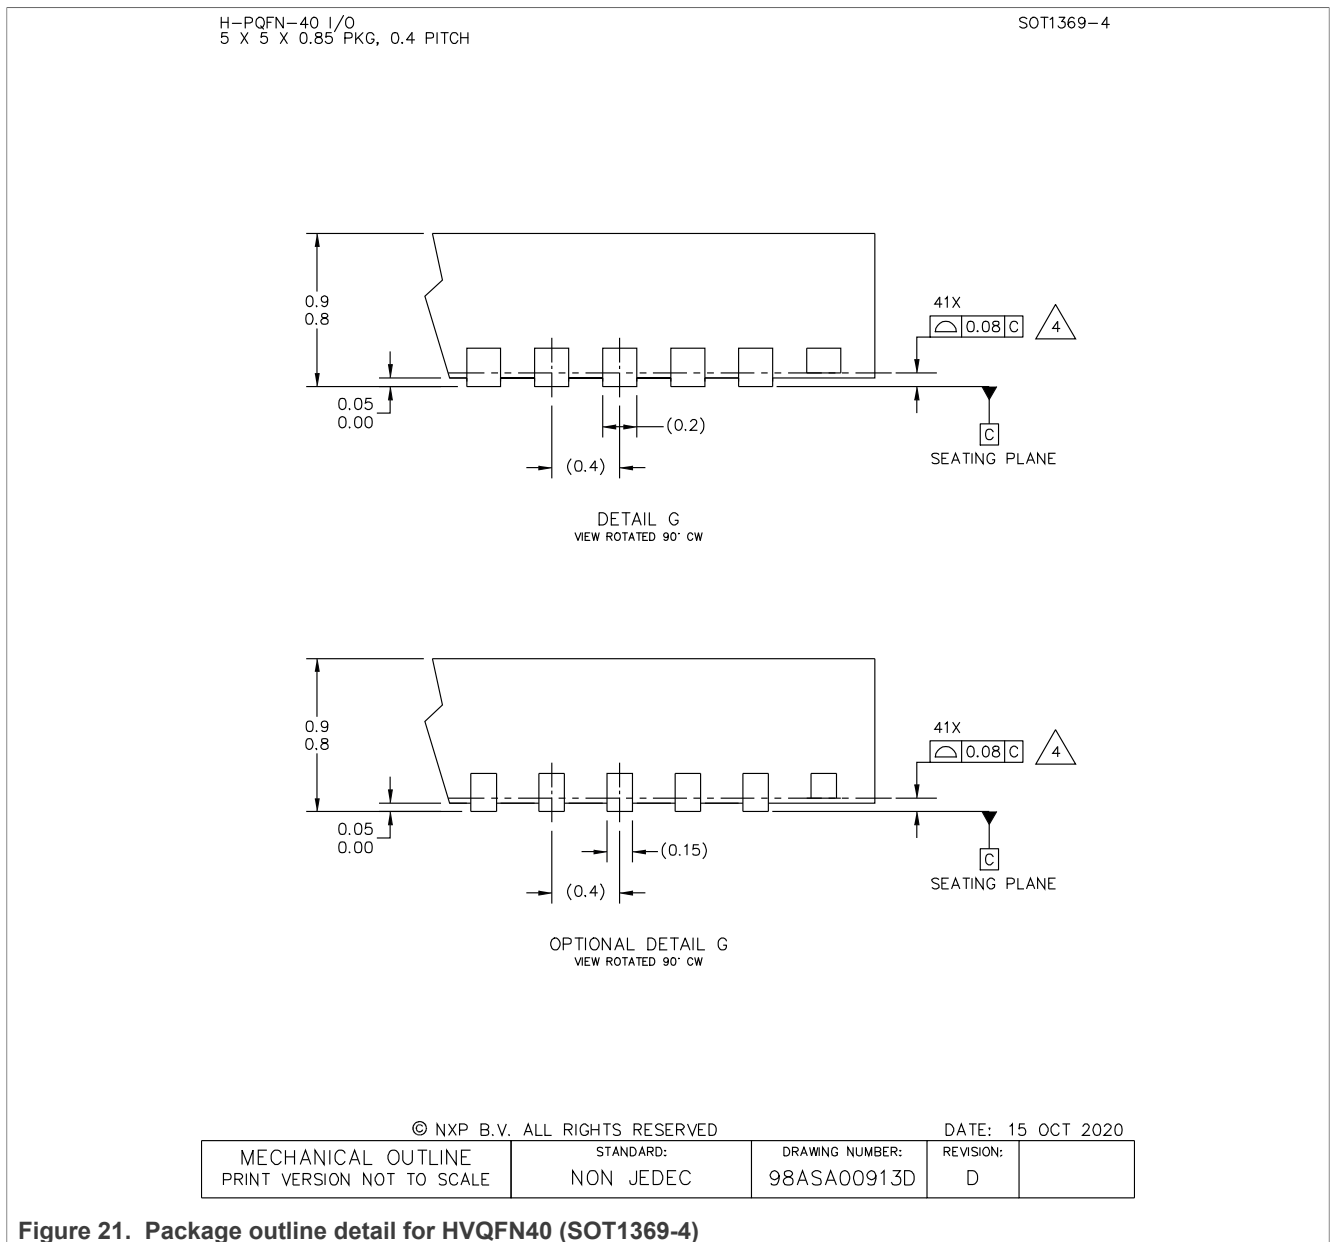 H-PQFN-40 I/O
5 X 5 X 0.85 PKG, 0.4 PITCH
SOT1369-4
0.9
0.8
0.05
0.00
(0.4)
(0.2)
41X
0.08 C
4
C
SEATING PLANE
DETAIL G
VIEW ROTATED 90° CW
0.9
0.8
0.05
0.00
(0.4)
(0.15)
41X
0.08 C
4
C
SEATING PLANE
OPTIONAL DETAIL G
VIEW ROTATED 90° CW
© NXP B.V. ALL RIGHTS RESERVED
DATE: 15 OCT 2020
MECHANICAL OUTLINE
PRINT VERSION NOT TO SCALE
STANDARD:
NON JEDEC
DRAWING NUMBER:
98ASA00913D
REVISION:
D
Figure 21. Package outline detail for HVQFN40 (SOT1369-4)